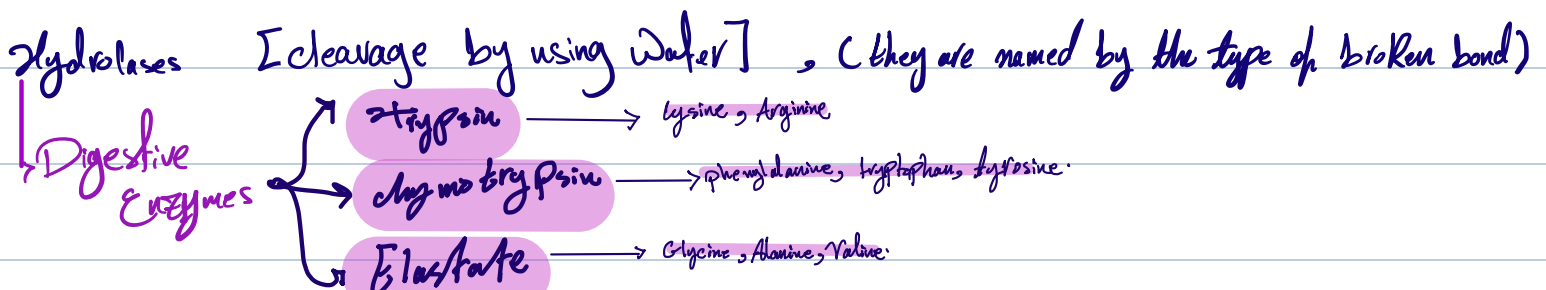 Hydrolases [cleavage by using Water] , (they are named by the type of broken bond)
Digestive Enzymes
Trypsin → lysine , Arginine
chymotrypsin → phenylalanine, tryptophan, tyrosine.
Elastate → Glycine , Alanine , Valine.